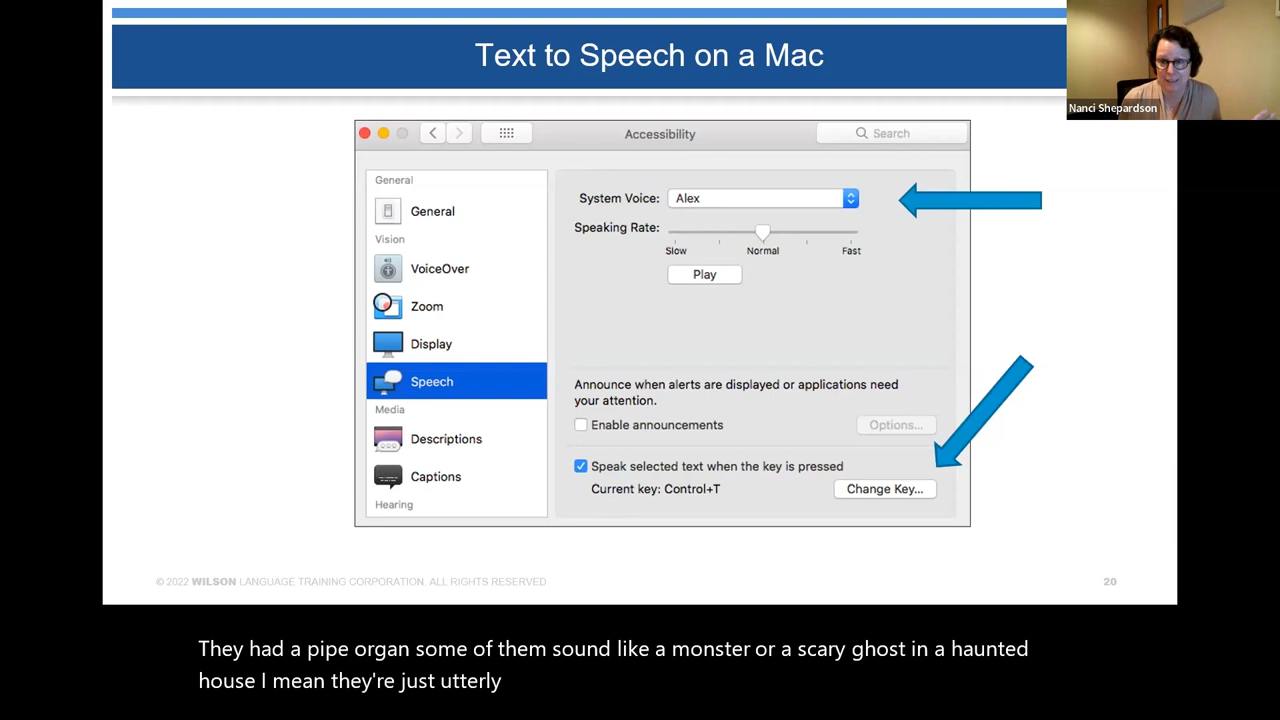 Text to Speech on a Mac
Nanci Shepardson
Accessibility
Search
General
General
Vision
VoiceOver
Zoom
Display
Speech
Media
Descriptions
Captions
Hearing
System Voice: Alex
Speaking Rate:
Slow Normal Fast
Play
Announce when alerts are displayed or applications need
your attention.
Enable announcements Options...
Speak selected text when the key is pressed
Current key: Control+T Change Key...
© 2022 WILSON LANGUAGE TRAINING CORPORATION. ALL RIGHTS RESERVED 20
They had a pipe organ some of them sound like a monster or a scary ghost in a haunted
house I mean they're just utterly